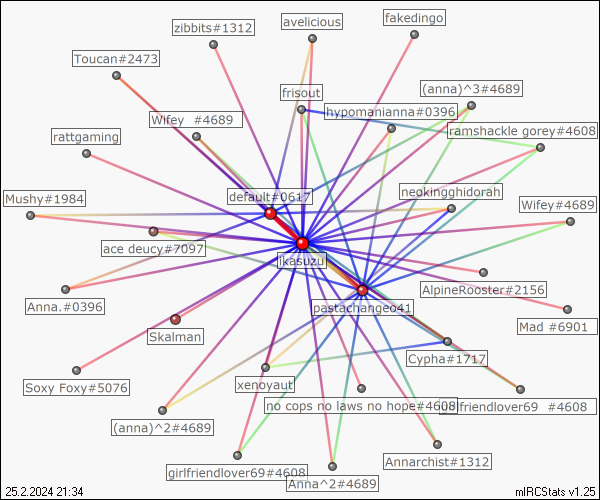 avelicious
fakedingo
zibbits#1312
Toucan#2473
frisout
(anna)^3#4689
hypomanianna#0396
Wifey #4689
ramshackle gorey#4608
rattgaming
neokingghidorah
default#0617
Mushy#1984
Wifey#4689
ace deucy#7097
ikasuzu
AlpineRooster#2156
Anna.#0396
pastachangeo41
Mad #6901
Skalman
Cypha#1717
Soxy Foxy#5076
xenoyaut
no cops no laws no hope#4608
lfriendlover69 #4608
(anna)^2#4689
Annarchist#1312
girlfriendlover69#4608
Anna^2#4689
25.2.2024 21:34
mIRCStats v1.25